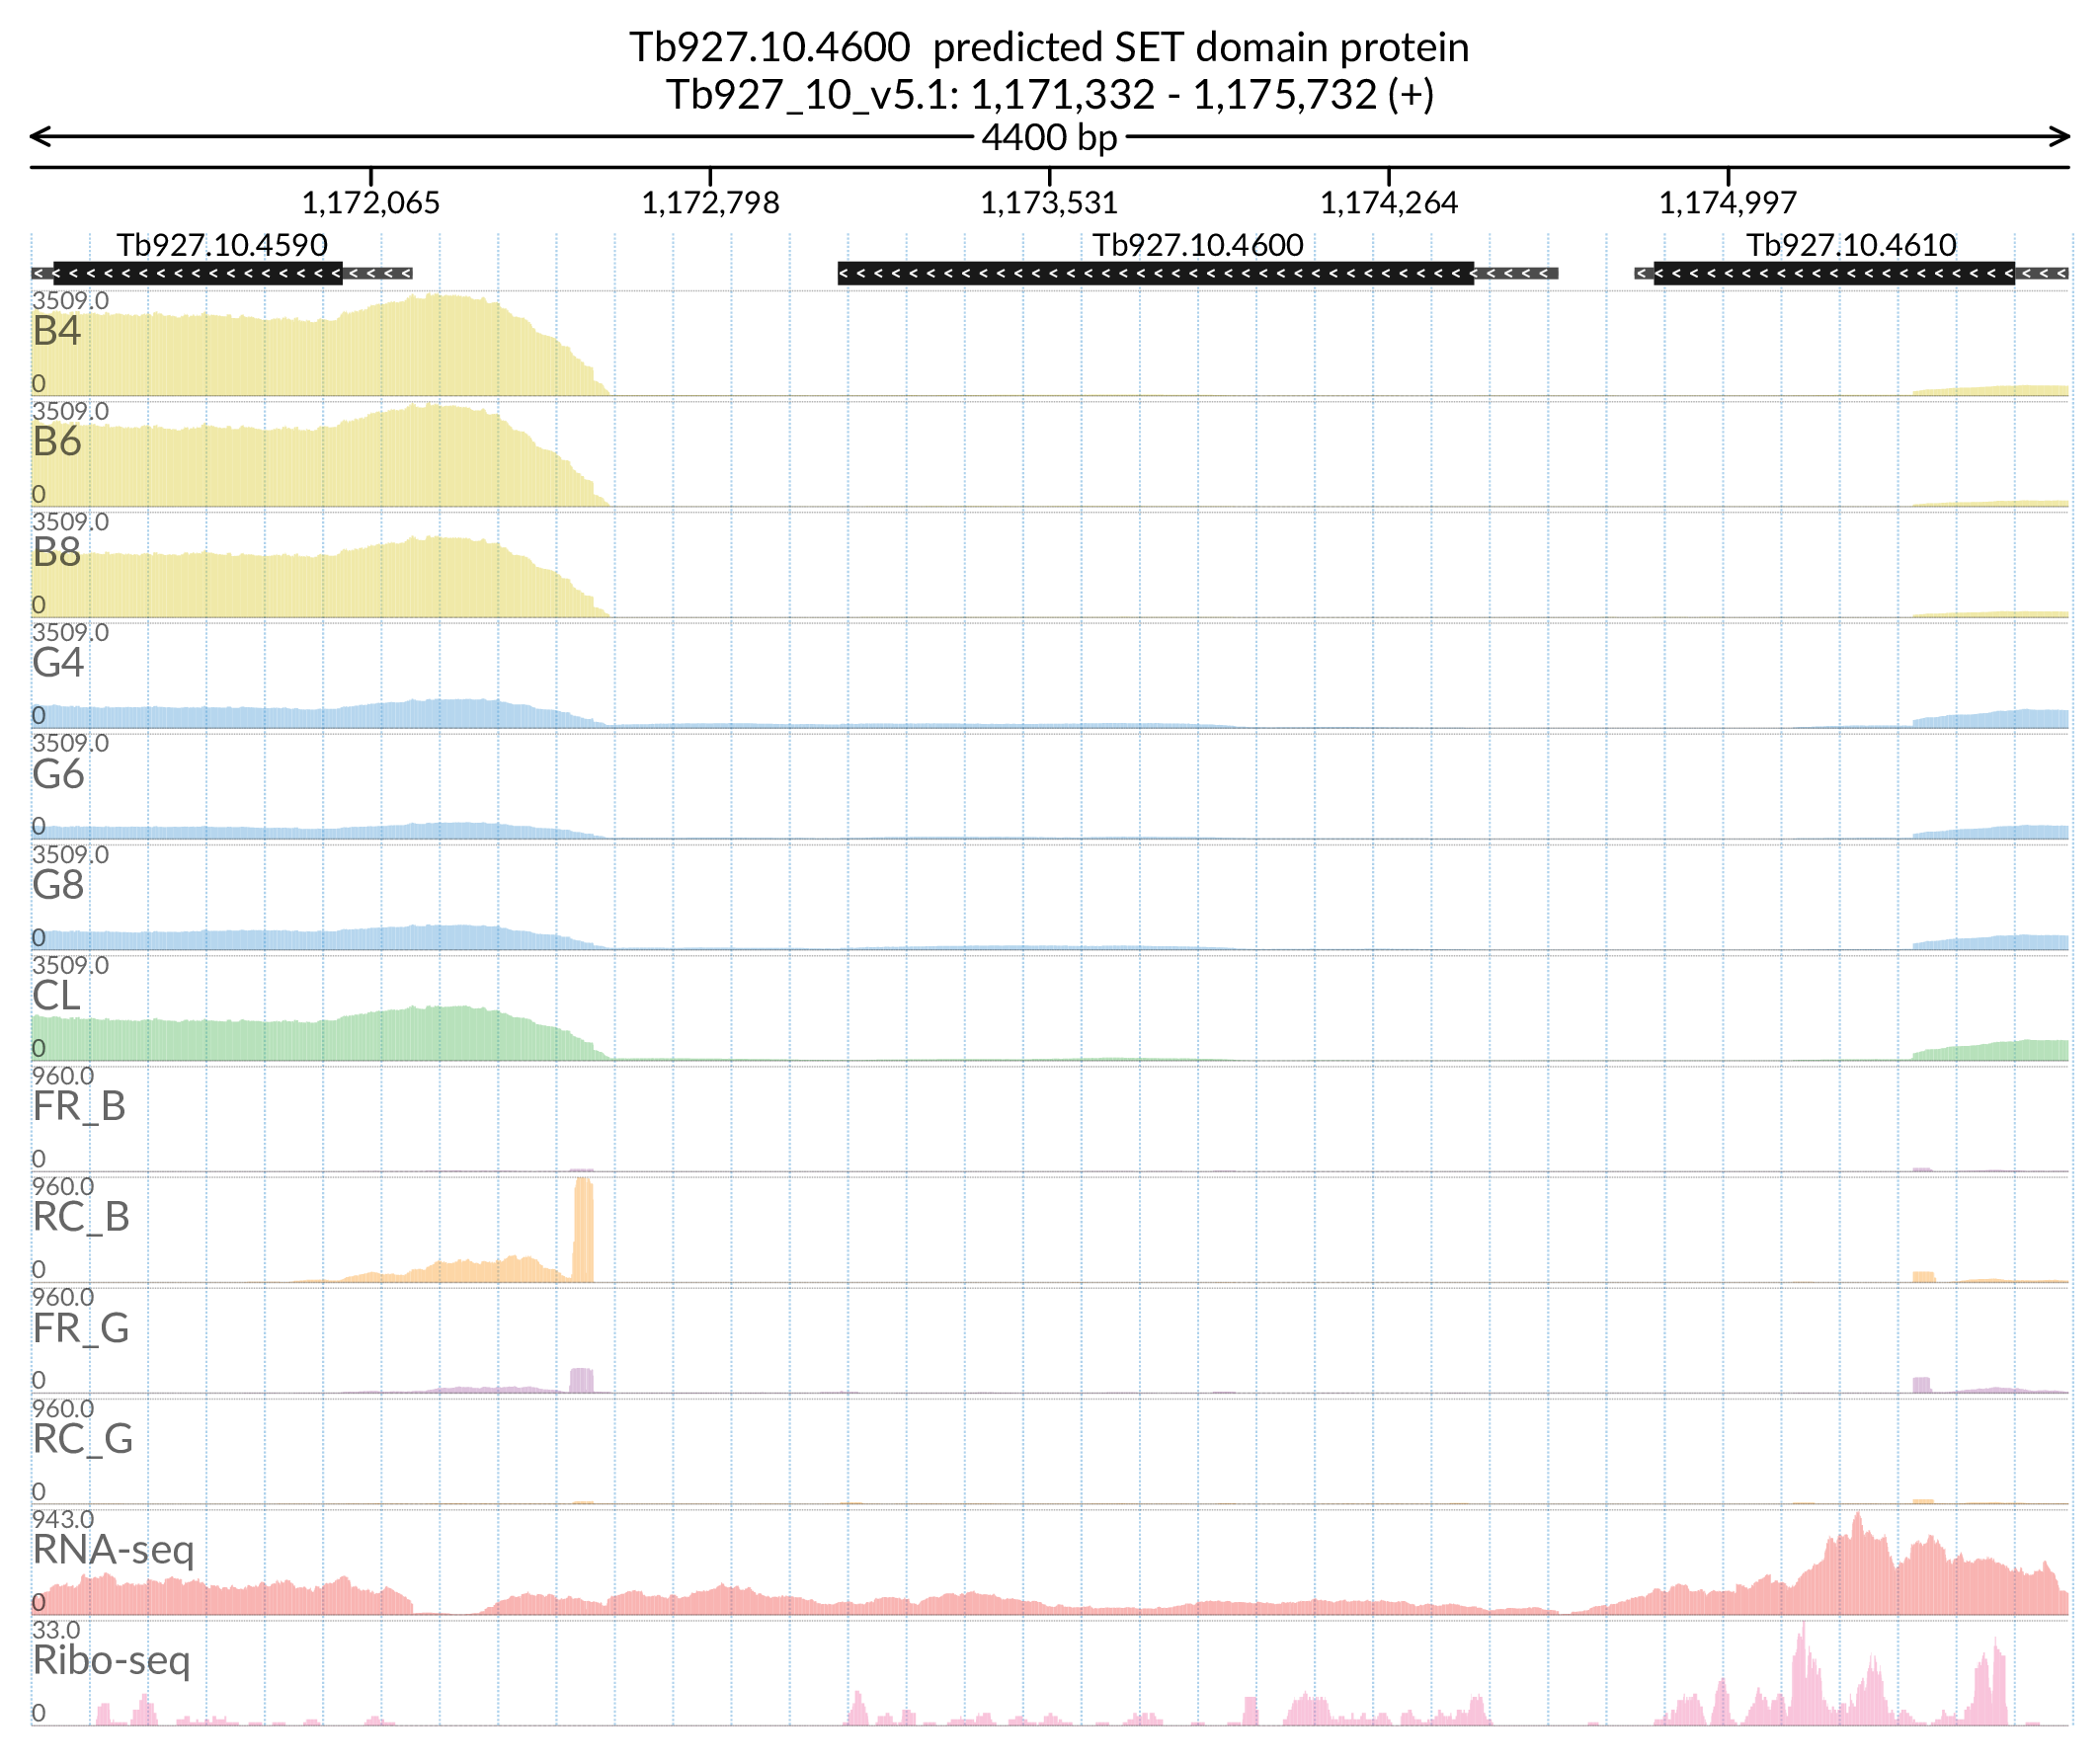 Tb927.10.4600 predicted SET domain protein
Tb927_10_v5.1: 1,171,332 - 1,175,732 (+)
4400 bp
1,172,065 1,172,798 1,173,531 1,174,264 1,174,997
Tb927.10.4590 Tb927.10.4600 Tb927.10.4610
3509.0
B4
0
3509.0
B6
0
3509.0
B8
0
3509.0
G4
0
3509.0
G6
0
3509.0
G8
0
3509.0
CL
0
960.0
FR_B
0
960.0
RC_B
0
960.0
FR_G
0
960.0
RC_G
0
943.0
RNA-seq
0
33.0
Ribo-seq
0